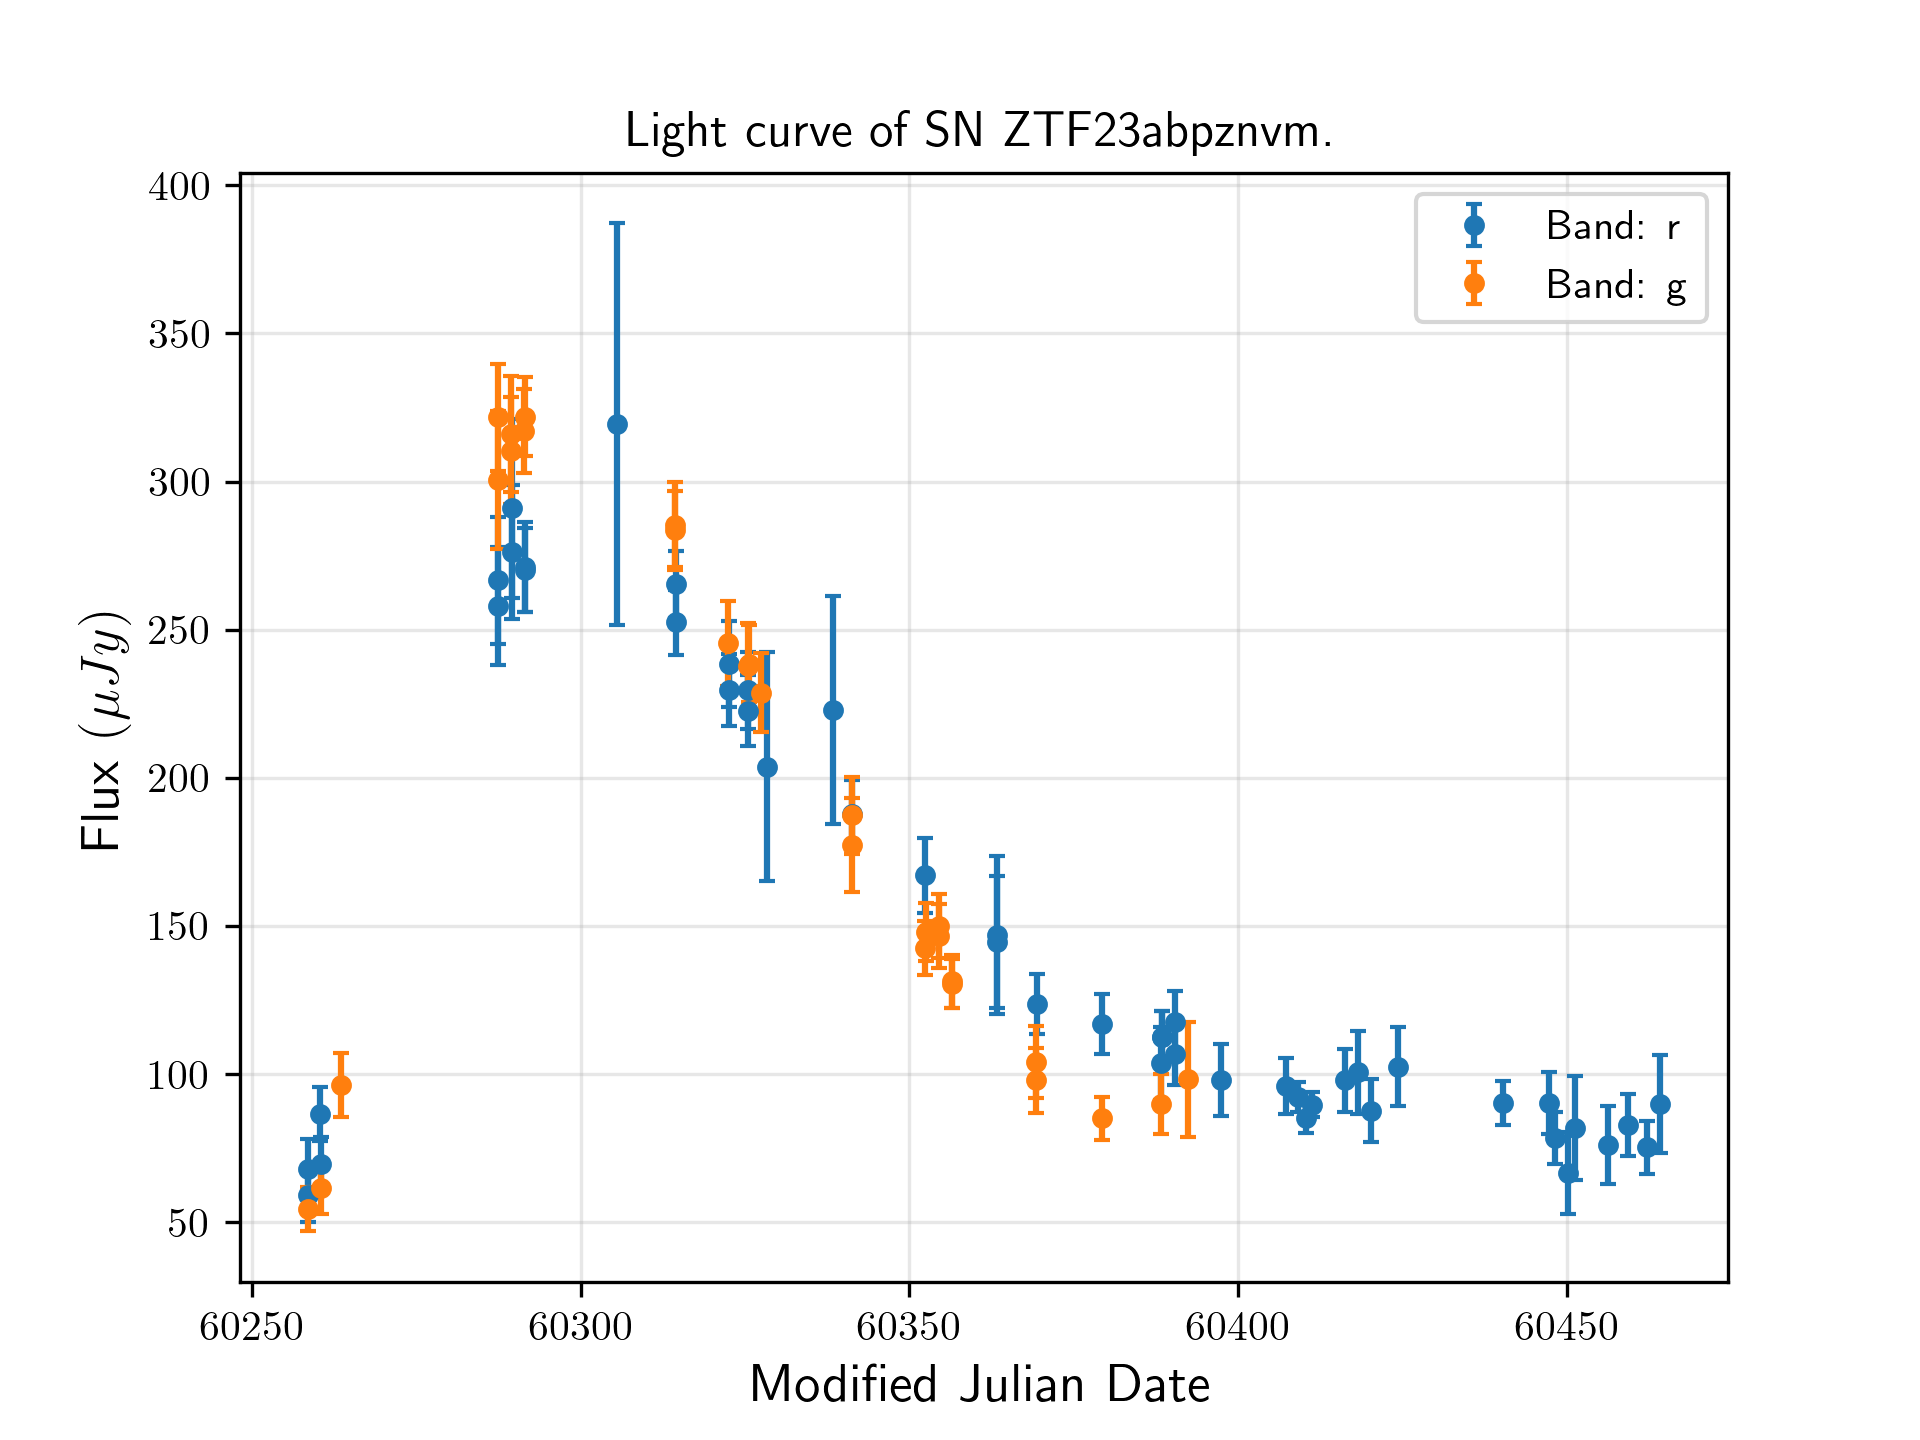 Light curve of SN ZTF23abpznvm.
400
350
300
250
200
150
100
50
Flux (μJy)
Band: r
Band: g
60250 60300 60350 60400 60450
Modified Julian Date